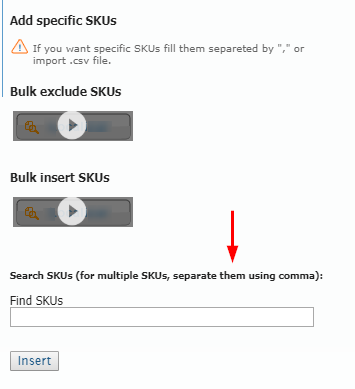 Add specific SKUs
If you want specific SKUs fill them separeted by "," or
import .csv file.
Bulk exclude SKUs
Bulk insert SKUs
Search SKUs (for multiple SKUs, separate them using comma):
Find SKUs
Insert